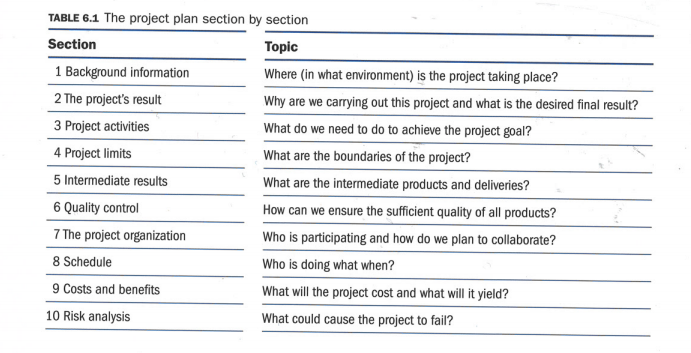 TABLE 6.1 The project plan section by section
Section Topic
1 Background information Where (in what environment) is the project taking place?
2 The project's result Why are we carrying out this project and what is the desired final result?
3 Project activities What do we need to do to achieve the project goal?
4 Project limits What are the boundaries of the project?
5 Intermediate results What are the intermediate products and deliveries?
6 Quality control How can we ensure the sufficient quality of all products?
7 The project organization Who is participating and how do we plan to collaborate?
8 Schedule Who is doing what when?
9 Costs and benefits What will the project cost and what will it yield?
10 Risk analysis What could cause the project to fail?